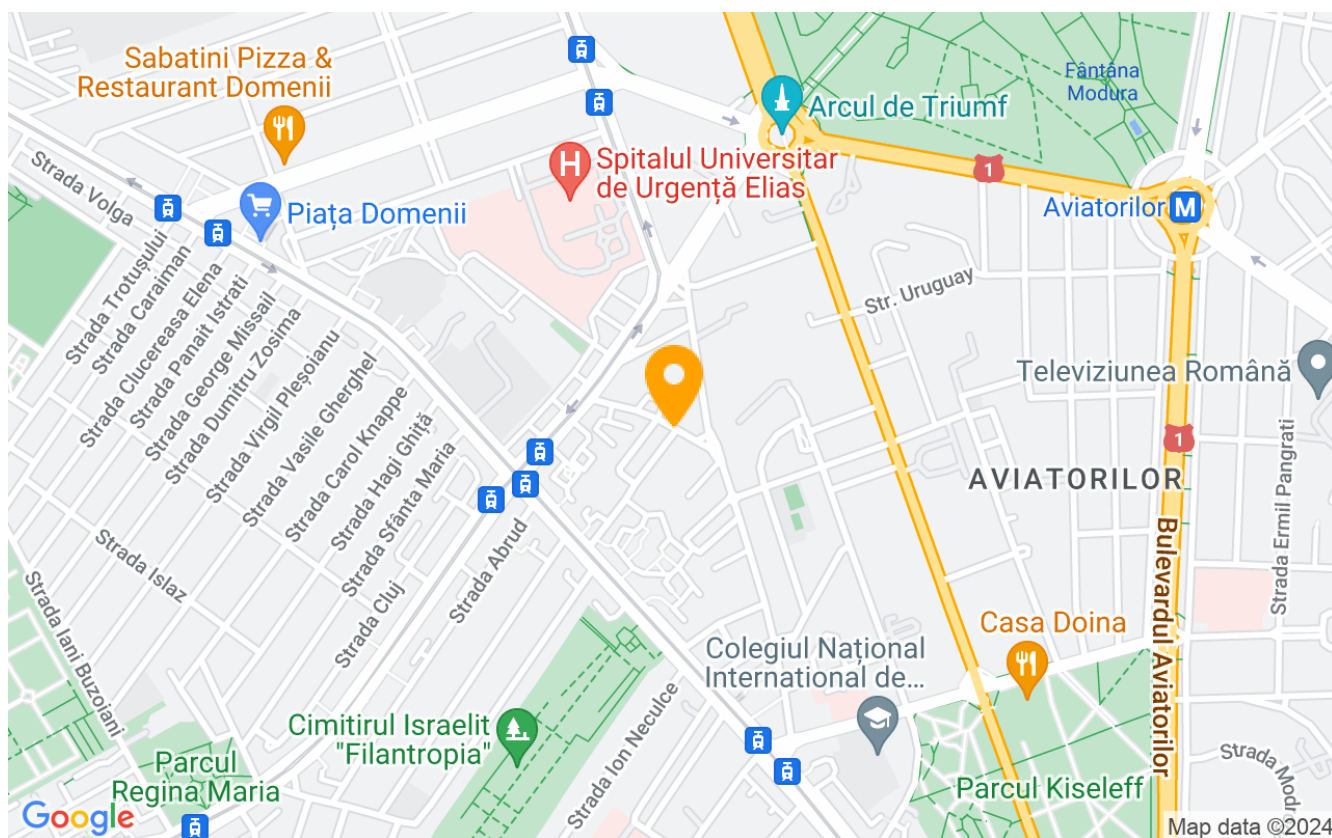 Sabatini Pizza &
Restaurant Domenii
Fântâna
Modura
Arcul de Triumf
H
Spitalul Universitar
de Urgență Elias
1
Aviatorilor
M
Strada Volga
Piața Domenii
Str. Uruguay
Strada Trotușului
Strada Caraiman
Strada Clucereasa Elena
Strada Panait Istrati
Strada George Missail
Strada Dumitru Zosima
Strada Virgil Pleșoianu
Strada Vasile Gherghel
Strada Carol Knappe
Strada Hagi Ghiță
Strada Sfânta Maria
Televiziunea Română
1
AVIATORILOR
Strada Ermil Pangrati
Bulevardul Aviatorilor
Strada Islaz
Strada Abrud
Strada Cluj
Strada Iani Buzoiani
Casa Doina
Colegiul Național
International de...
Cimitirul Israelit
"Filantropia"
Strada Ion Neculce
Parcul
Regina Maria
Parcul Kiseleff
Google
Map data ©2024